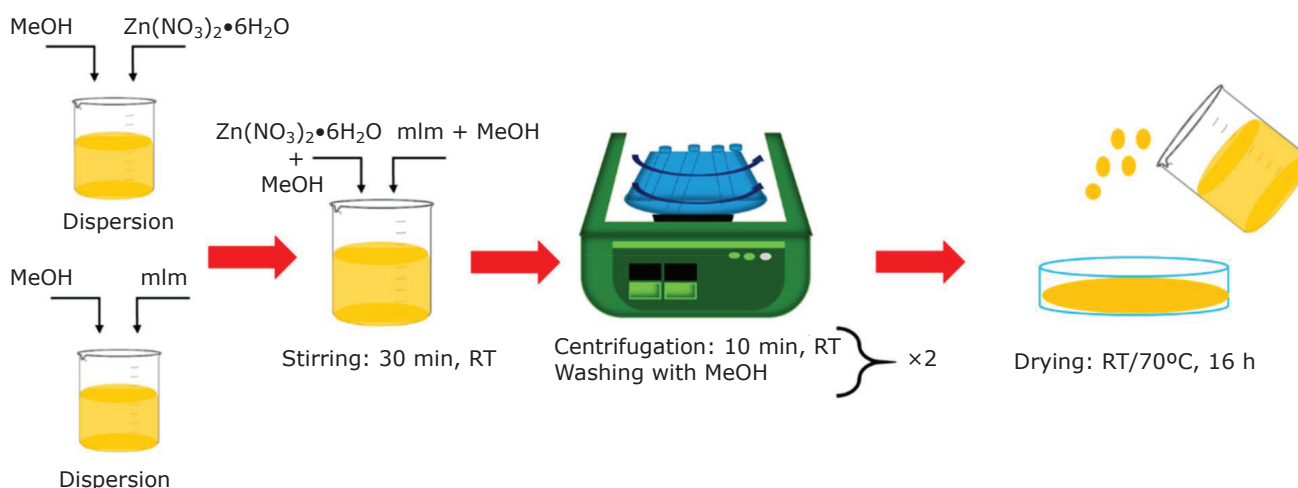 MeOH
Zn(NO₃)₂•6H₂O
Dispersion
MeOH
mIm
Dispersion
Zn(NO₃)₂•6H₂O
+
MeOH
mIm + MeOH
Stirring: 30 min, RT
Centrifugation: 10 min, RT
Washing with MeOH
×2
Drying: RT/70ºC, 16 h